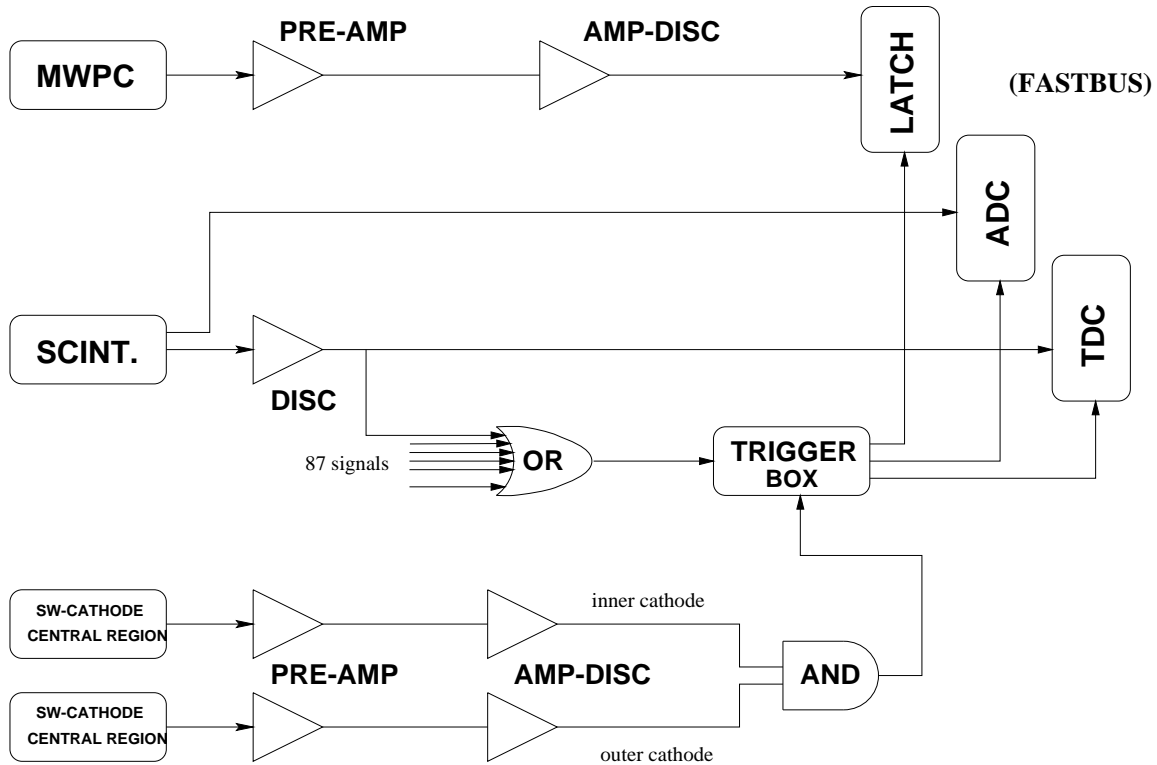 PRE-AMP
AMP-DISC
MWPC
LATCH
(FASTBUS)
ADC
SCINT.
DISC
TDC
87 signals
OR
TRIGGER
BOX
SW-CATHODE
CENTRAL REGION
inner cathode
PRE-AMP
AMP-DISC
AND
SW-CATHODE
CENTRAL REGION
outer cathode